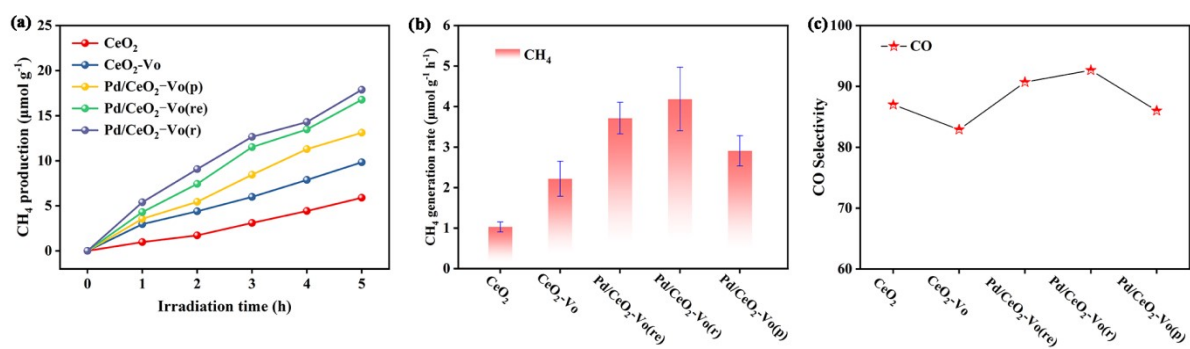 (a)
25
20
15
10
5
0
CH₄ production (μmol g⁻¹)
CeO₂
CeO₂-Vo
Pd/CeO₂−Vo(p)
Pd/CeO₂−Vo(re)
Pd/CeO₂−Vo(r)
0 1 2 3 4 5
Irradiation time (h)
(b)
6
5
4
3
2
1
0
CH₄ generation rate (μmol g⁻¹ h⁻¹)
CH₄
CeO₂
CeO₂-Vo
Pd/CeO₂-Vo(re)
Pd/CeO₂-Vo(r)
Pd/CeO₂-Vo(p)
(c)
100
90
80
70
60
CO Selectivity
CO
CeO₂
CeO₂-Vo
Pd/CeO₂-Vo(re)
Pd/CeO₂-Vo(r)
Pd/CeO₂-Vo(p)